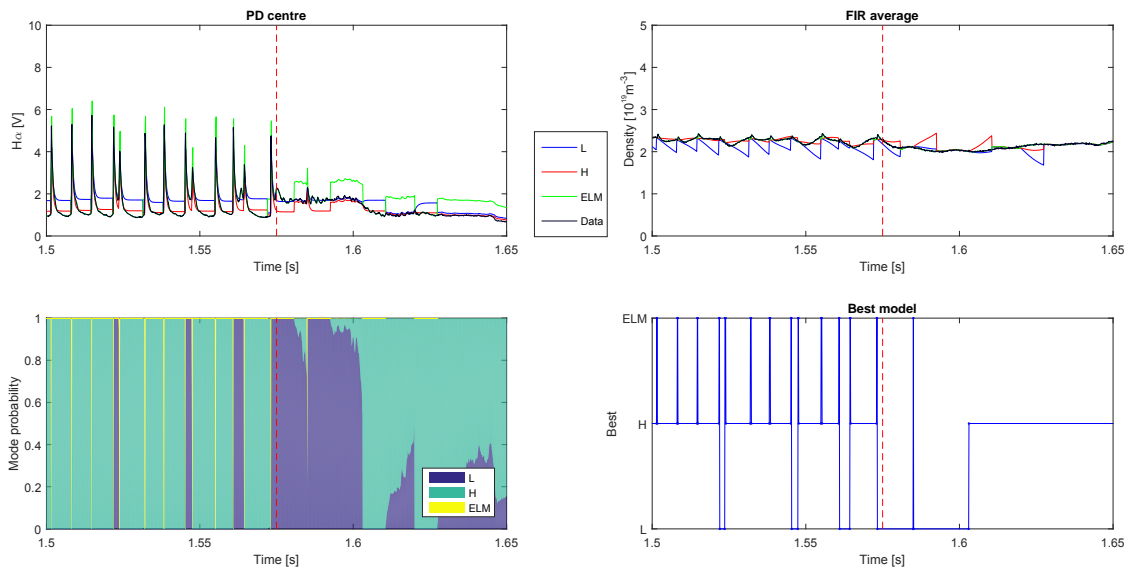 PD centre
10
8
6
4
2
0
Hα [V]
1.5
1.55
1.6
1.65
Time [s]
L
H
ELM
Data
FIR average
5
4
3
2
1
0
Density [10¹⁹m⁻³]
1.5
1.55
1.6
1.65
Time [s]
1
0.8
0.6
0.4
0.2
0
Mode probability
L
H
ELM
1.5
1.55
1.6
1.65
Time [s]
Best model
ELM
H
L
Best
1.5
1.55
1.6
1.65
Time [s]